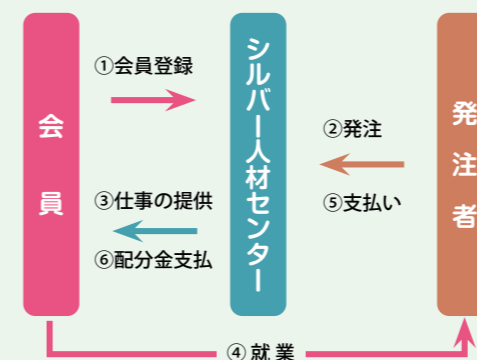 会員
①会員登録
③仕事の提供
⑥配分金支払
シルバー人材センター
②発注
⑤支払い
発注者
④就業